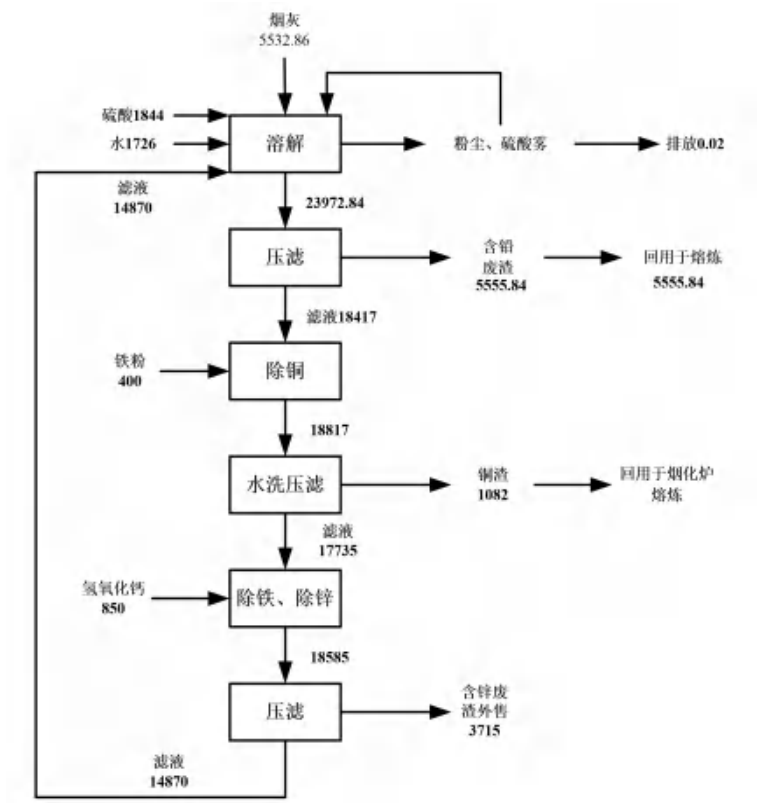 烟灰
5532.86
硫酸1844
水1726
溶解
粉尘、硫酸雾
排放0.02
滤液
14870
23972.84
压滤
含铅
废渣
5555.84
回用于熔炼
5555.84
滤液18417
铁粉
400
除铜
18817
水洗压滤
铜渣
1082
回用于烟化炉
熔炼
滤液
17735
氢氧化钙
850
除铁、除锌
18585
压滤
含锌废
渣外售
3715
滤液
14870